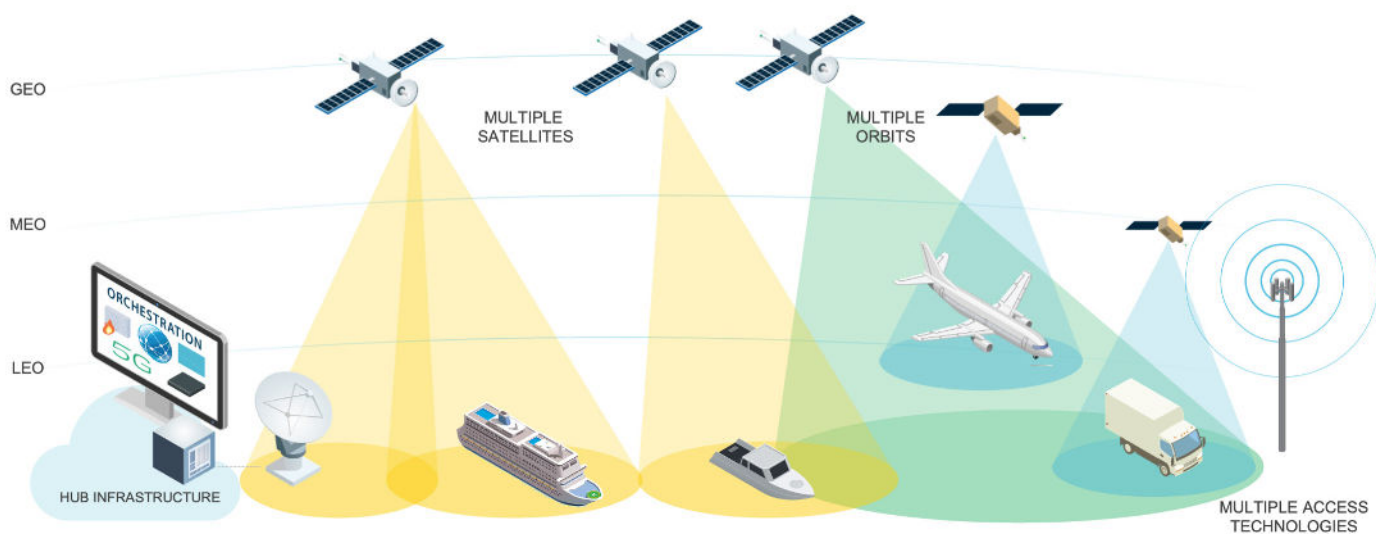 GEO
MULTIPLE
SATELLITES
MULTIPLE
ORBITS
MEO
ORCHESTRATION
5G
LEO
HUB INFRASTRUCTURE
MULTIPLE ACCESS
TECHNOLOGIES